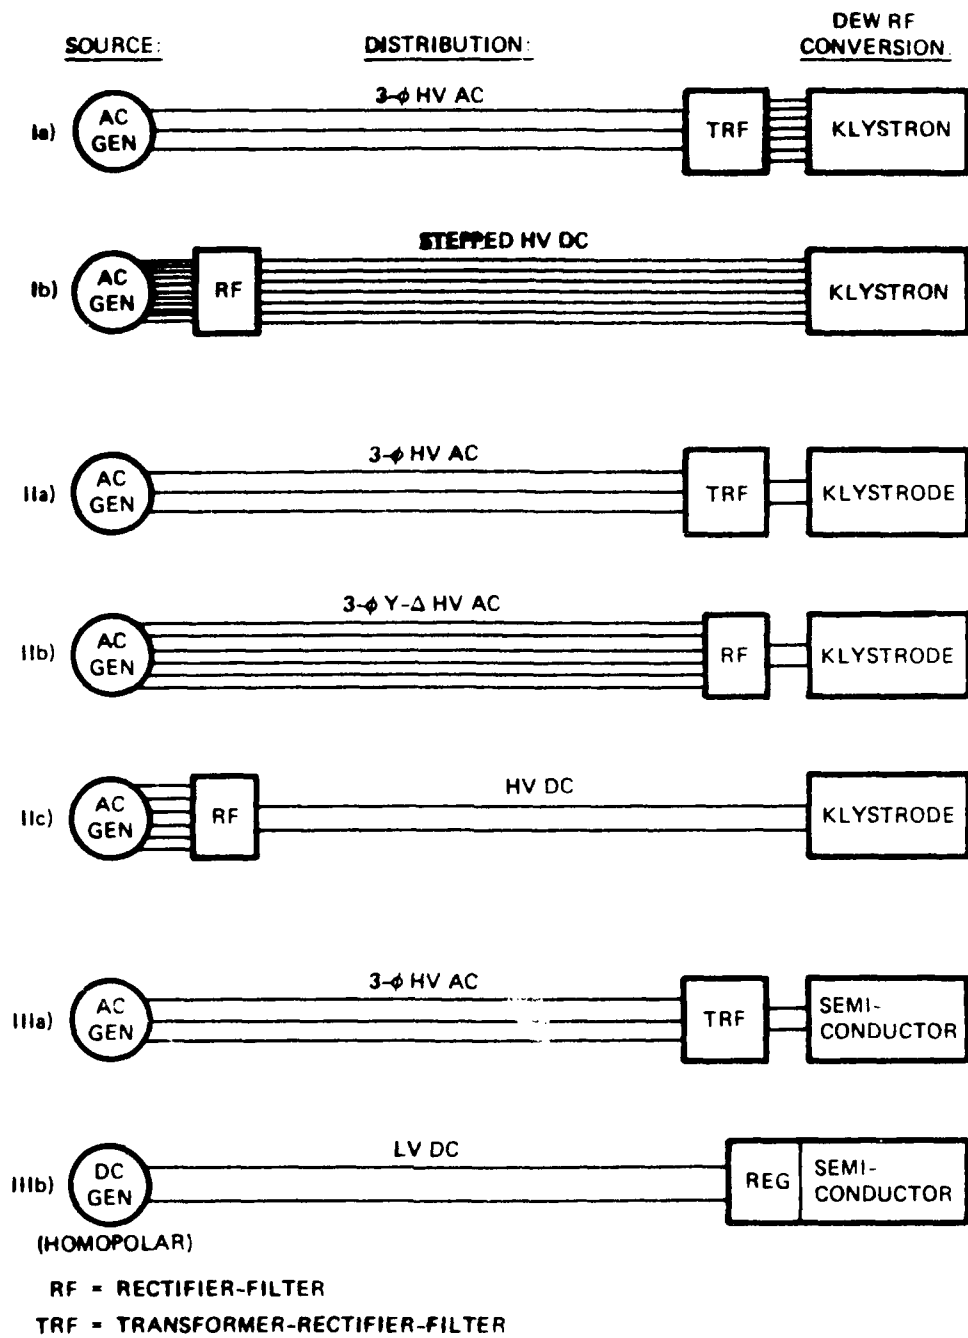 SOURCE: DISTRIBUTION: DEW RF CONVERSION.
Ia) AC GEN 3-ϕ HV AC TRF KLYSTRON
Ib) AC GEN RF STEPPED HV DC KLYSTRON
IIa) AC GEN 3-ϕ HV AC TRF KLYSTRODE
IIb) AC GEN 3-ϕ Y-Δ HV AC RF KLYSTRODE
IIc) AC GEN RF HV DC KLYSTRODE
IIIa) AC GEN 3-ϕ HV AC TRF SEMI-CONDUCTOR
IIIb) DC GEN LV DC REG SEMI-CONDUCTOR
(HOMOPOLAR)
RF = RECTIFIER-FILTER
TRF = TRANSFORMER-RECTIFIER-FILTER